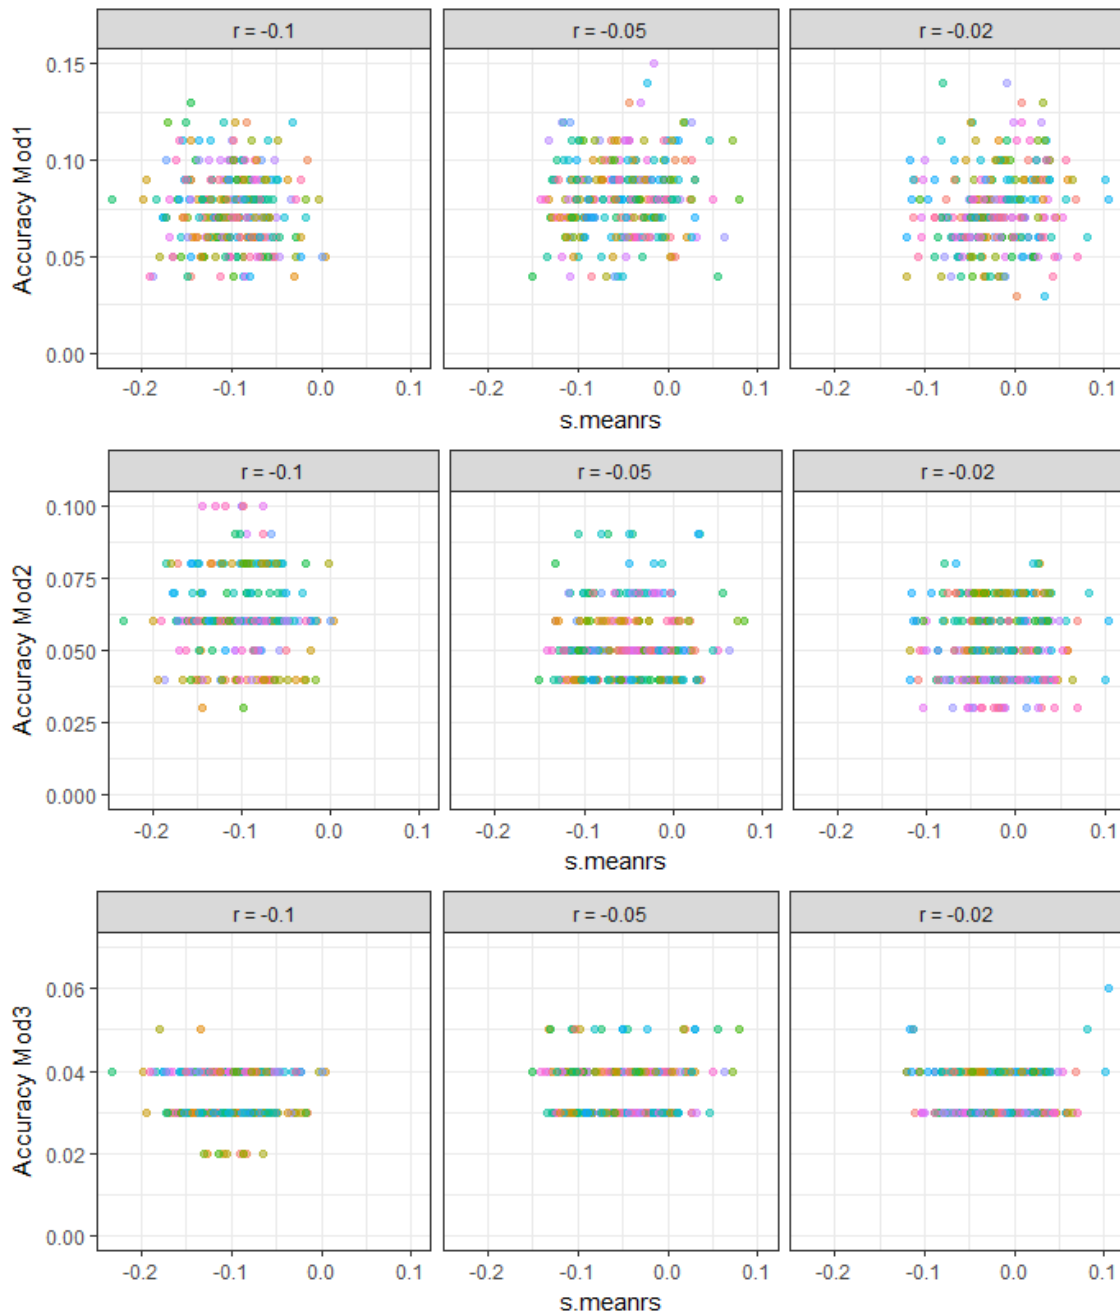 r = -0.1 r = -0.05 r = -0.02
0.15
0.10
0.05
0.00
Accuracy Mod1
-0.2 -0.1 0.0 0.1 -0.2 -0.1 0.0 0.1 -0.2 -0.1 0.0 0.1
s.meanrs
r = -0.1 r = -0.05 r = -0.02
0.100
0.075
0.050
0.025
0.000
Accuracy Mod2
-0.2 -0.1 0.0 0.1 -0.2 -0.1 0.0 0.1 -0.2 -0.1 0.0 0.1
s.meanrs
r = -0.1 r = -0.05 r = -0.02
0.06
0.04
0.02
0.00
Accuracy Mod3
-0.2 -0.1 0.0 0.1 -0.2 -0.1 0.0 0.1 -0.2 -0.1 0.0 0.1
s.meanrs